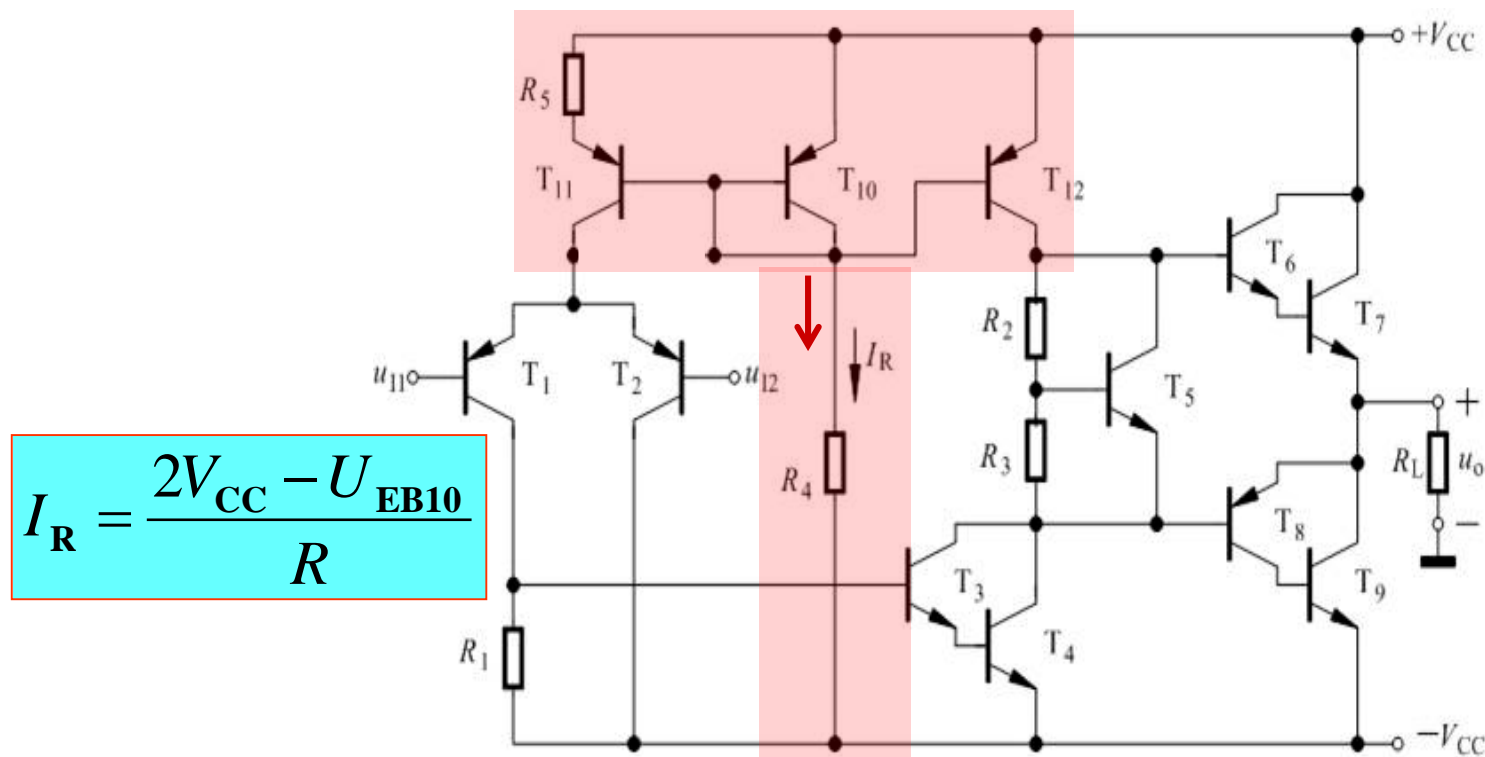 +V_CC
R_5
T_11
T_10
T_12
T_6
T_7
R_2
u_I1
T_1
T_2
u_I2
I_R
T_5
R_3
R_4
+
R_L
u_o
−
I_R = (2V_CC − U_EB10) / R
T_8
T_3
T_9
R_1
T_4
−V_CC